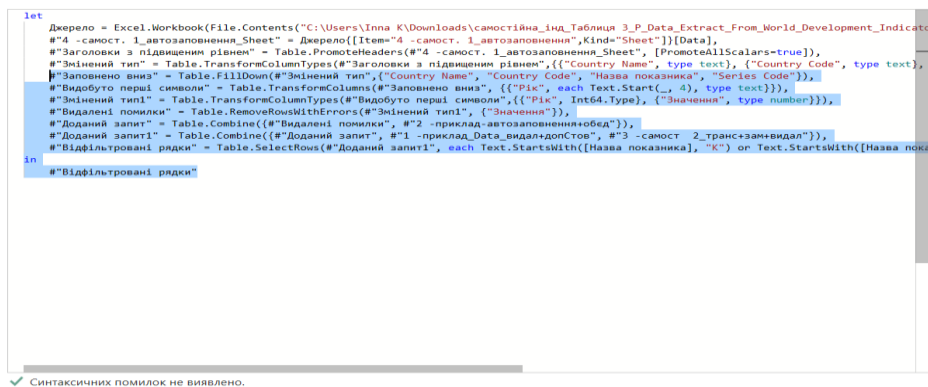 let
Джерело = Excel.Workbook(File.Contents("C:\Users\Inna K\Downloads\самостійна_інд_Таблиця 3_P_Data_Extract_From_World_Development_Indicato
#"4 -самост. 1_автозаповнення_Sheet" = Джерело{[Item="4 -самост. 1_автозаповнення",Kind="Sheet"]}[Data],
#"Заголовки з підвищеним рівнем" = Table.PromoteHeaders(#"4 -самост. 1_автозаповнення_Sheet", [PromoteAllScalars=true]),
#"Змінений тип" = Table.TransformColumnTypes(#"Заголовки з підвищеним рівнем",{{"Country Name", type text}, {"Country Code", type text},
#"Заповнено вниз" = Table.FillDown(#"Змінений тип",{"Country Name", "Country Code", "Назва показника", "Series Code"}),
#"Видобуто перші символи" = Table.TransformColumns(#"Заповнено вниз", {{"Рік", each Text.Start(_, 4), type text}}),
#"Змінений тип1" = Table.TransformColumnTypes(#"Видобуто перші символи",{{"Рік", Int64.Type}, {"Значення", type number}}),
#"Видалені помилки" = Table.RemoveRowsWithErrors(#"Змінений тип1", {"Значення"}),
#"Доданий запит" = Table.Combine({#"Видалені помилки", #"2 -приклад-автозаповнення+обєд"}),
#"Доданий запит1" = Table.Combine({#"Доданий запит", #"1 -приклад_Data_видал+допСтов", #"3 -самост  2_транс+зам+видал"}),
#"Відфільтровані рядки" = Table.SelectRows(#"Доданий запит1", each Text.StartsWith([Назва показника], "К") or Text.StartsWith([Назва пока
in
#"Відфільтровані рядки"
Синтаксичних помилок не виявлено.